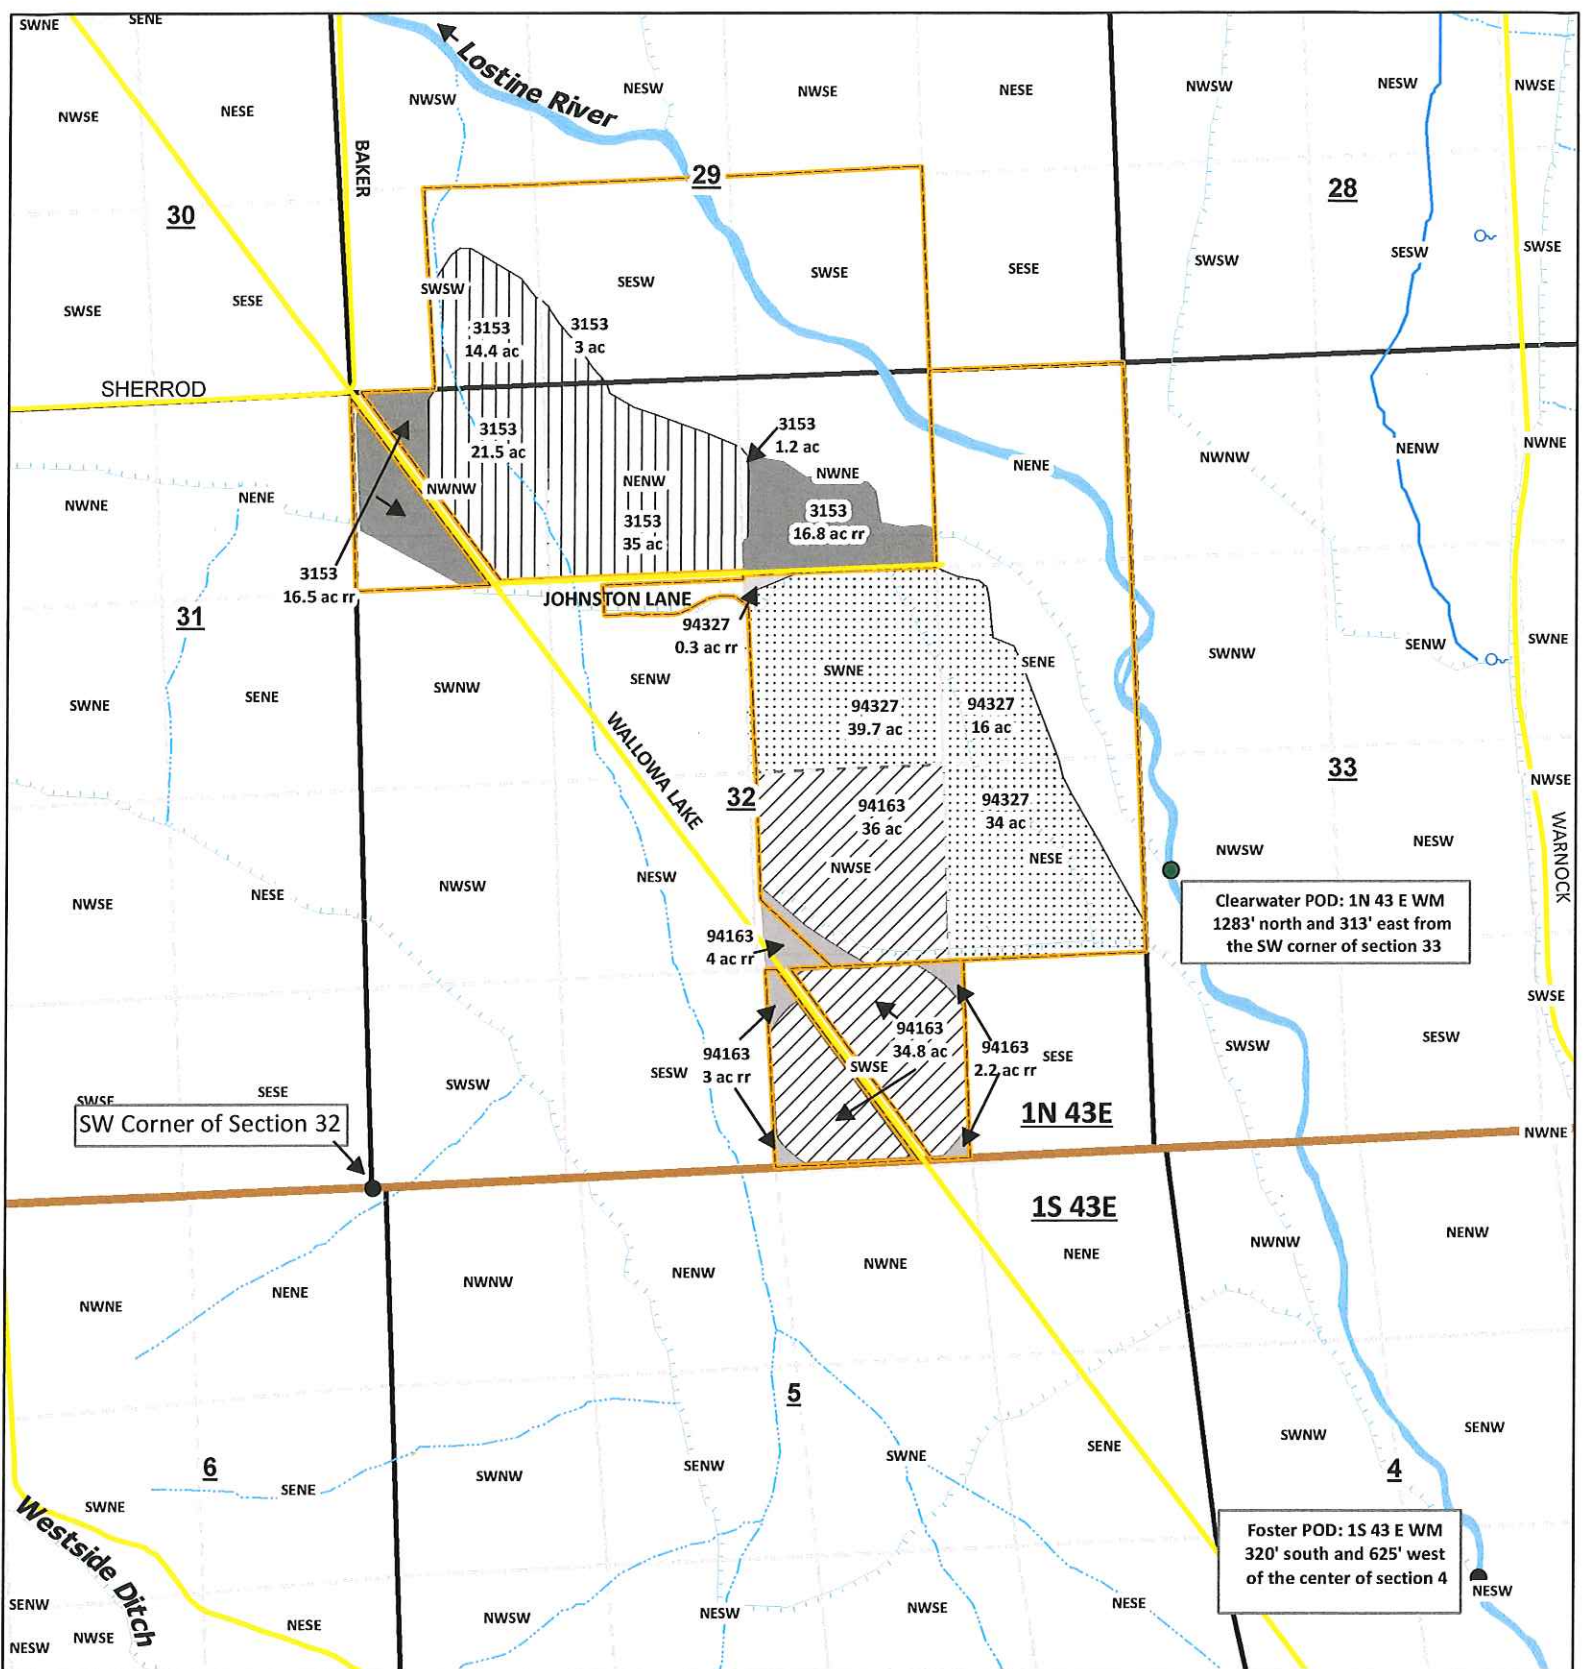 SWNE
SENE
Lostine River
NWSW
NESW
NWSE
NESE
NWSW
NESW
NWSE
NWSE
NESE
BAKER
29
30
28
SWSW
SESW
SWSE
SESE
SWSW
SESW
SWSE
SWSE
SESE
3153
14.4 ac
3153
3 ac
SHERROD
3153
21.5 ac
3153
1.2 ac
NWNE
NENE
NWNW
NENW
NWNE
NWNE
NENE
NWNW
NENW
3153
35 ac
3153
16.8 ac rr
3153
16.5 ac rr
31
JOHNSTON LANE
94327
0.3 ac rr
SWNW
SENW
SWNE
SENE
SWNW
SENW
SWNE
SWNE
SENE
94327
39.7 ac
94327
16 ac
WALLOWA LAKE
32
33
94163
36 ac
94327
34 ac
NWSE
WARNOCK
NWSE
NESE
NWSW
NESW
NWSE
NESE
NWSW
NESW
Clearwater POD: 1N 43 E WM
1283' north and 313' east from
the SW corner of section 33
94163
4 ac rr
SWSE
94163
3 ac rr
94163
34.8 ac
94163
2.2 ac rr
SWSE
SESE
SWSW
SESW
SWSE
SESE
SWSW
SESW
SW Corner of Section 32
1N 43E
NWNE
1S 43E
NWNE
NENE
NWNW
NENW
NWNE
NENE
NWNW
NENW
5
6
4
SWNE
SENE
SWNW
SENW
SWNE
SENE
SWNW
SENW
Westside Ditch
Foster POD: 1S 43 E WM
320' south and 625' west
of the center of section 4
NESW
SENW
NESW
NWSE
NESE
NWSW
NESW
NWSE
NESE